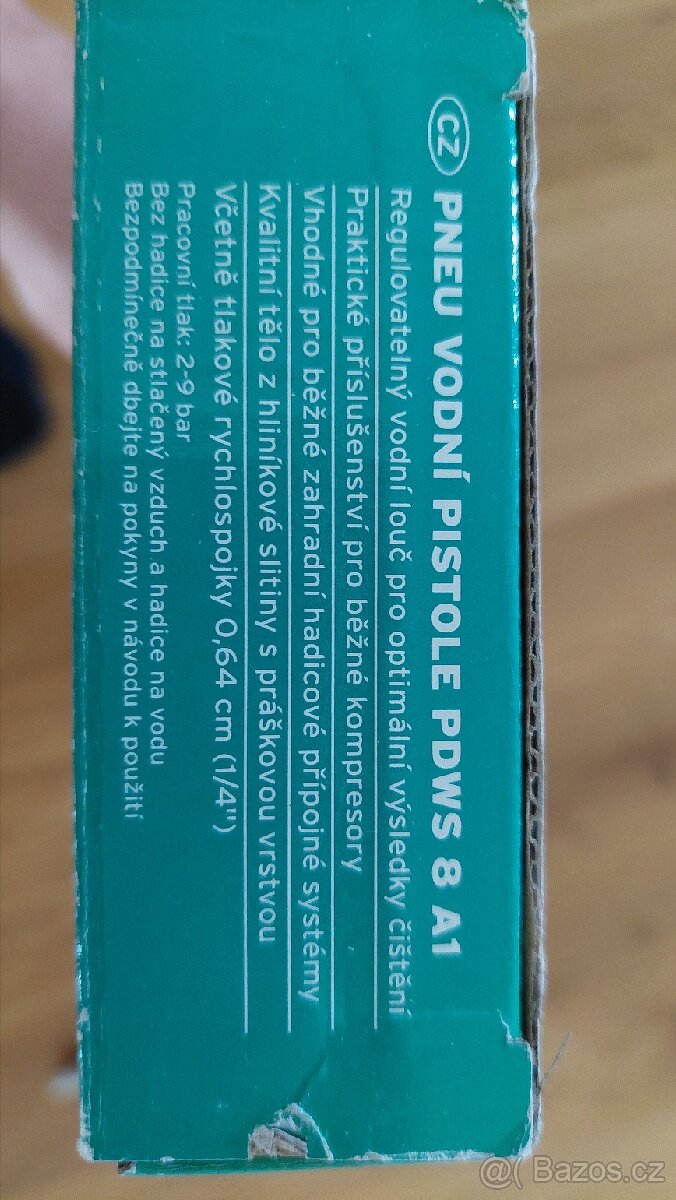 CZ PNEU VODNÍ PISTOLE PDWS 8 A1
Regulovatelný vodní louč pro optimální výsledky čištění
Praktické příslušenství pro běžné kompresory
Vhodné pro běžné zahradní hadicové přípojné systémy
Kvalitní tělo z hliníkové slitiny s práškovou vrstvou
Včetně tlakové rychlospojky 0,64 cm (1/4")
Pracovní tlak: 2-9 bar
Bez hadice na stlačený vzduch a hadice na vodu
Bezpodmínečně dbejte na pokyny v návodu k použití
@ Bazos.cz